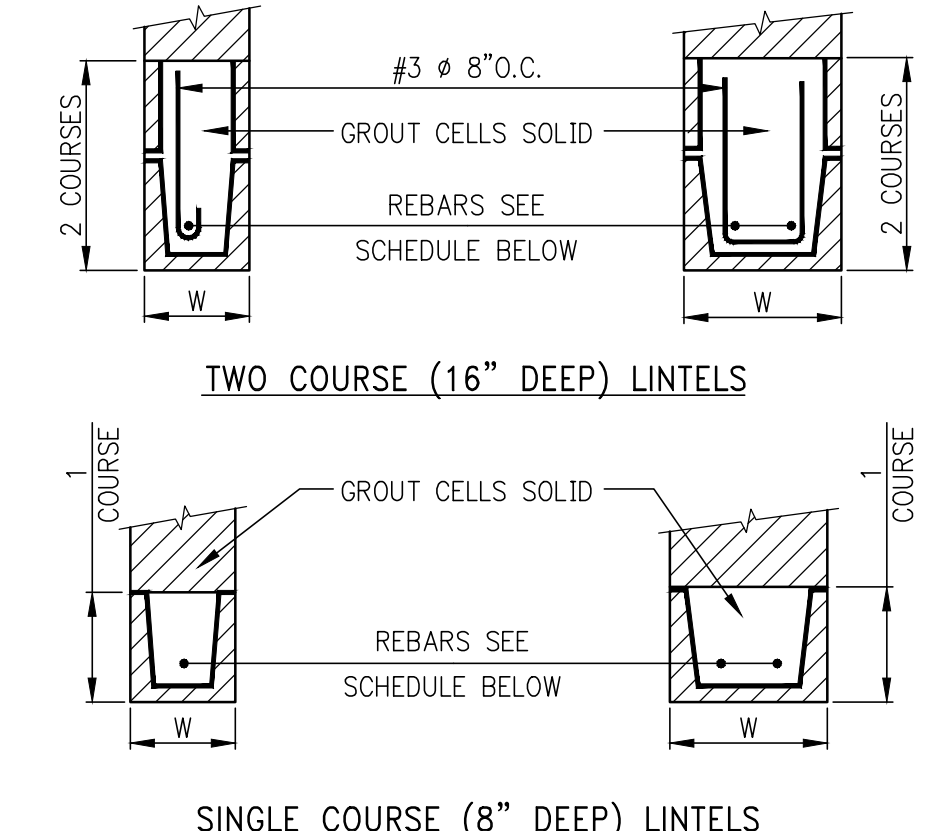 #3 ø 8”O.C.
GROUT CELLS SOLID
2 COURSES
2 COURSES
REBARS SEE
SCHEDULE BELOW
W
W
TWO COURSE (16” DEEP) LINTELS
1
COURSE
1
COURSE
GROUT CELLS SOLID
REBARS SEE
SCHEDULE BELOW
W
W
SINGLE COURSE (8” DEEP) LINTELS